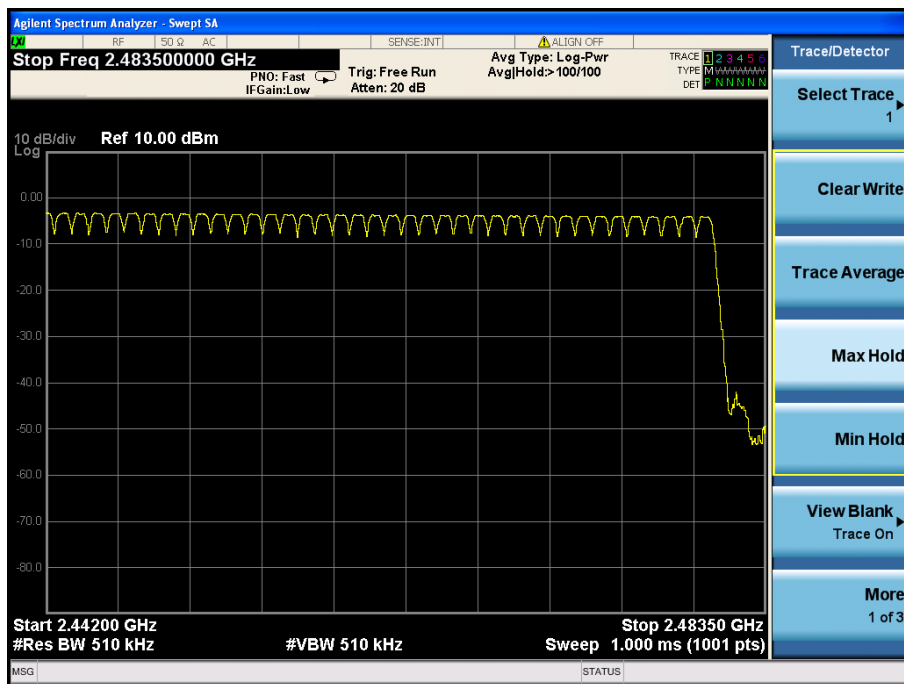 Agilent Spectrum Analyzer - Swept SA
LXI RF 50 Ω AC SENSE:INT ALIGN OFF
Stop Freq 2.483500000 GHz
PNO: Fast
IFGain:Low
Trig: Free Run
Atten: 20 dB
Avg Type: Log-Pwr
Avg|Hold:>100/100
TRACE 1 2 3 4 5 6
TYPE M
DET P N N N N N
10 dB/div Ref 10.00 dBm
Log
0.00
-10.0
-20.0
-30.0
-40.0
-50.0
-60.0
-70.0
-80.0
Start 2.44200 GHz Stop 2.48350 GHz
#Res BW 510 kHz #VBW 510 kHz Sweep 1.000 ms (1001 pts)
MSG STATUS
Trace/Detector
Select Trace
1
Clear Write
Trace Average
Max Hold
Min Hold
View Blank
Trace On
More
1 of 3